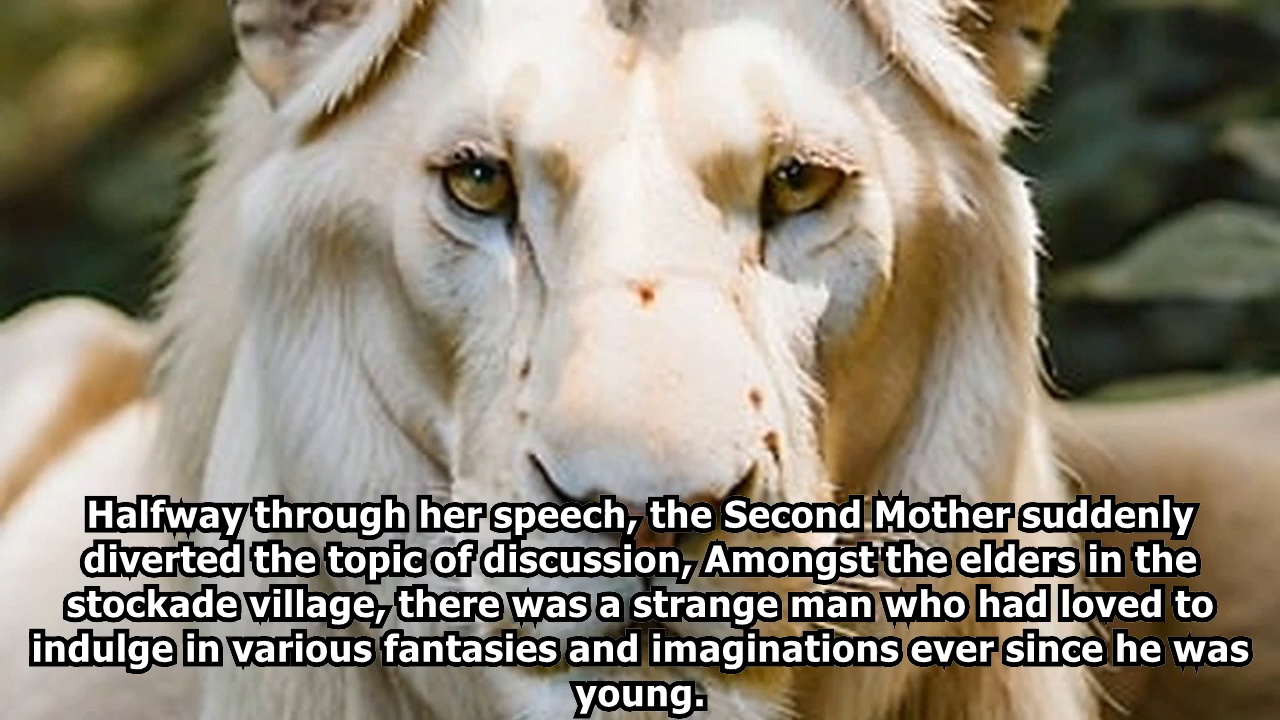 Halfway through her speech, the Second Mother suddenly
diverted the topic of discussion, Amongst the elders in the
stockade village, there was a strange man who had loved to
indulge in various fantasies and imaginations ever since he was
young.